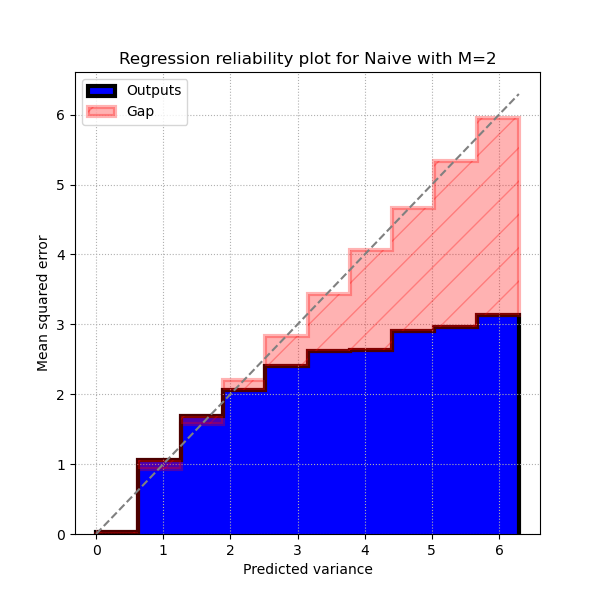 Regression reliability plot for Naive with M=2
Outputs
Gap
Mean squared error
6
5
4
3
2
1
0
0 1 2 3 4 5 6
Predicted variance